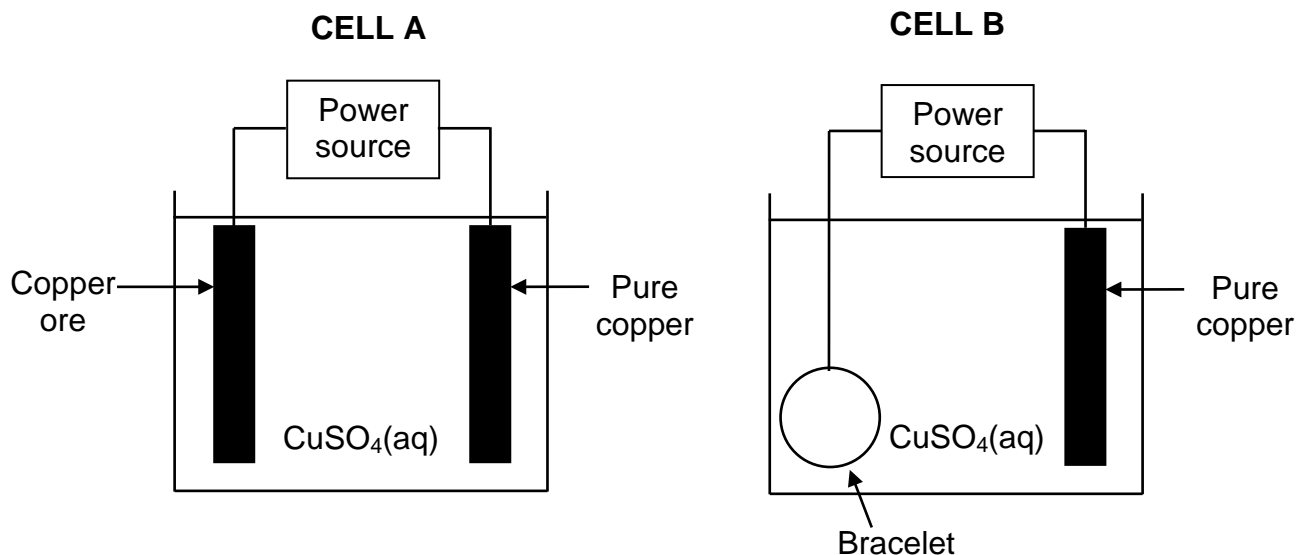 CELL A
Power
source
Copper
ore
Pure
copper
CuSO₄(aq)
CELL B
Power
source
Pure
copper
CuSO₄(aq)
Bracelet